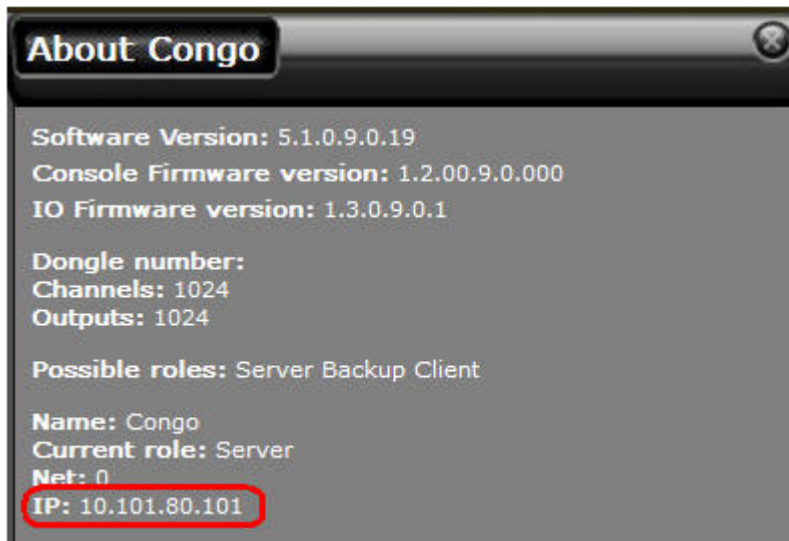 About Congo
Software Version: 5.1.0.9.0.19
Console Firmware version: 1.2.00.9.0.000
IO Firmware version: 1.3.0.9.0.1
Dongle number:
Channels: 1024
Outputs: 1024
Possible roles: Server Backup Client
Name: Congo
Current role: Server
Net: 0
IP: 10.101.80.101